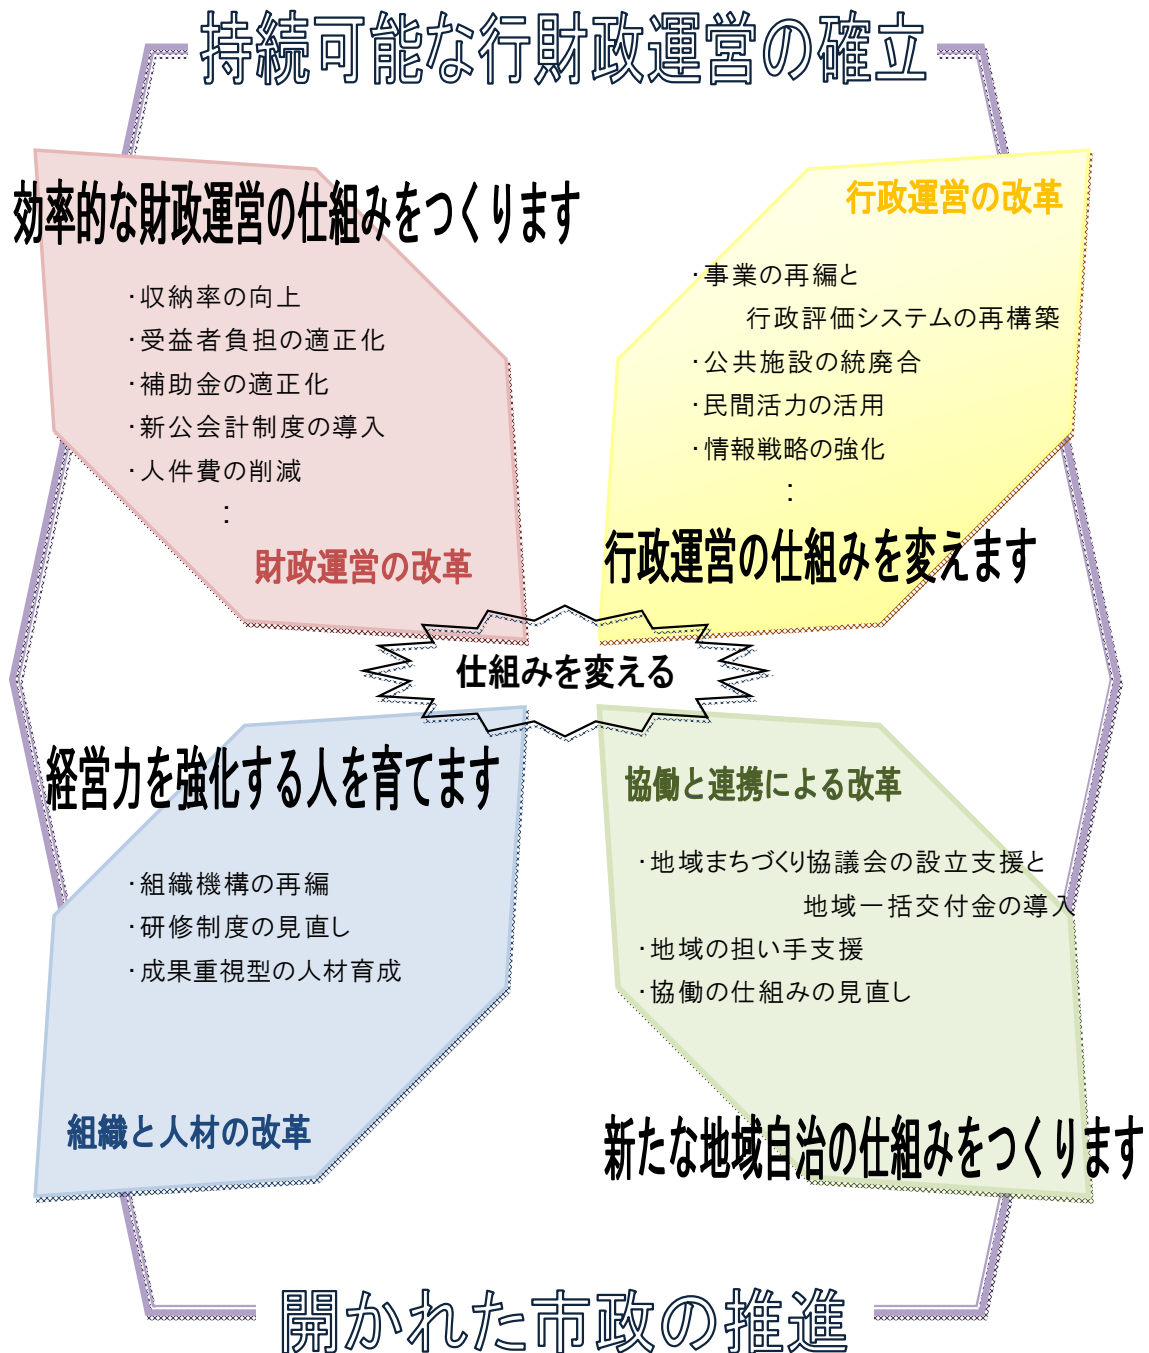 持続可能な行財政運営の確立
効率的な財政運営の仕組みをつくります
・収納率の向上
・受益者負担の適正化
・補助金の適正化
・新公会計制度の導入
・人件費の削減
：
財政運営の改革
行政運営の改革
・事業の再編と
行政評価システムの再構築
・公共施設の統廃合
・民間活力の活用
・情報戦略の強化
：
行政運営の仕組みを変えます
仕組みを変える
経営力を強化する人を育てます
・組織機構の再編
・研修制度の見直し
・成果重視型の人材育成
組織と人材の改革
協働と連携による改革
・地域まちづくり協議会の設立支援と
地域一括交付金の導入
・地域の担い手支援
・協働の仕組みの見直し
新たな地域自治の仕組みをつくります
開かれた市政の推進